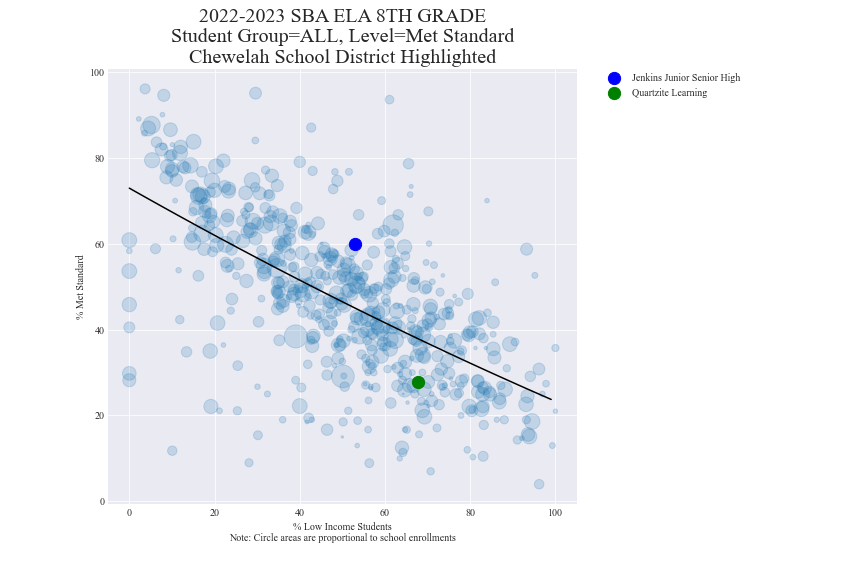 2022-2023 SBA ELA 8TH GRADE
Student Group=ALL, Level=Met Standard
Chewelah School District Highlighted
Jenkins Junior Senior High
Quartzite Learning
% Met Standard
100
80
60
40
20
0
0 20 40 60 80 100
% Low Income Students
Note: Circle areas are proportional to school enrollments